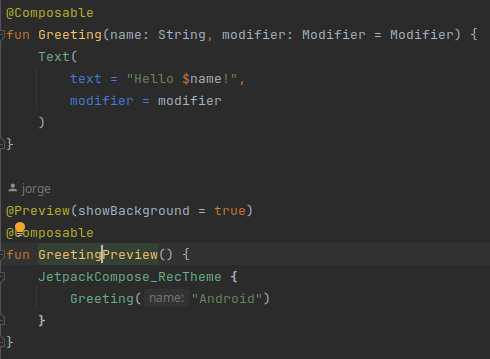 @Composable
fun Greeting(name: String, modifier: Modifier = Modifier) {
    Text(
        text = "Hello $name!",
        modifier = modifier
    )
}
jorge
@Preview(showBackground = true)
@Composable
fun GreetingPreview() {
    JetpackCompose_RecTheme {
        Greeting( name: "Android")
    }
}